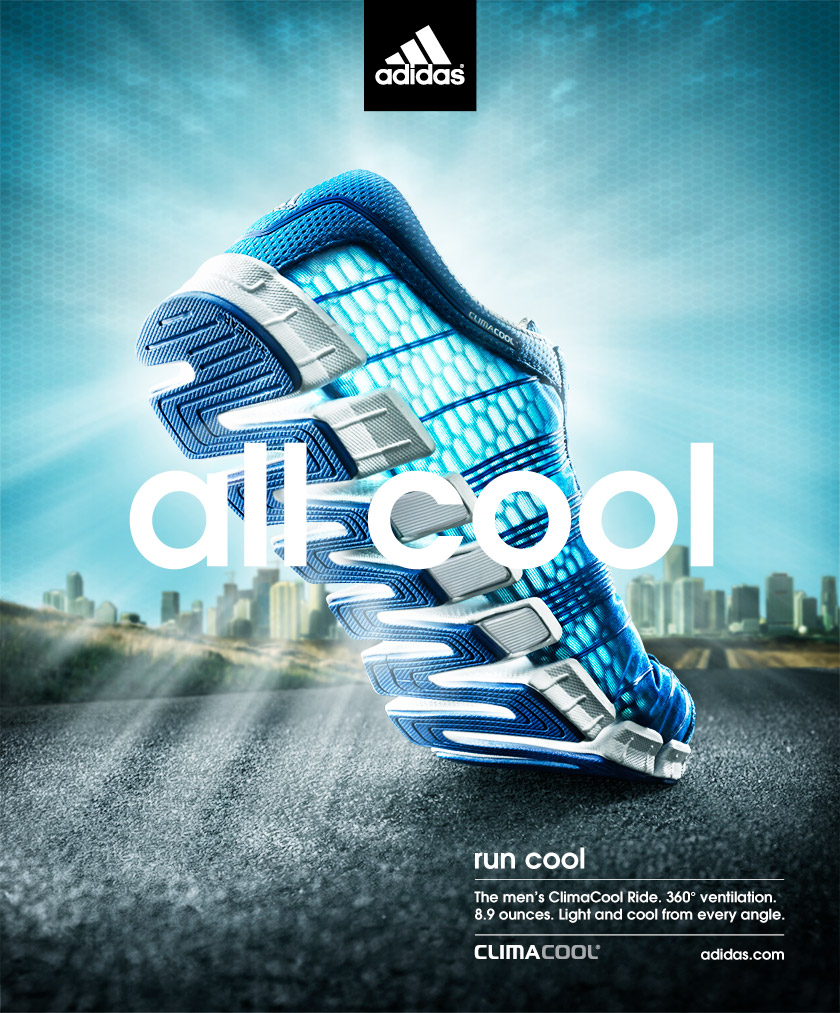 adidas®
CLIMACOOL
all cool
run cool
The men's ClimaCool Ride. 360° ventilation.
8.9 ounces. Light and cool from every angle.
CLIMACOOL®
adidas.com